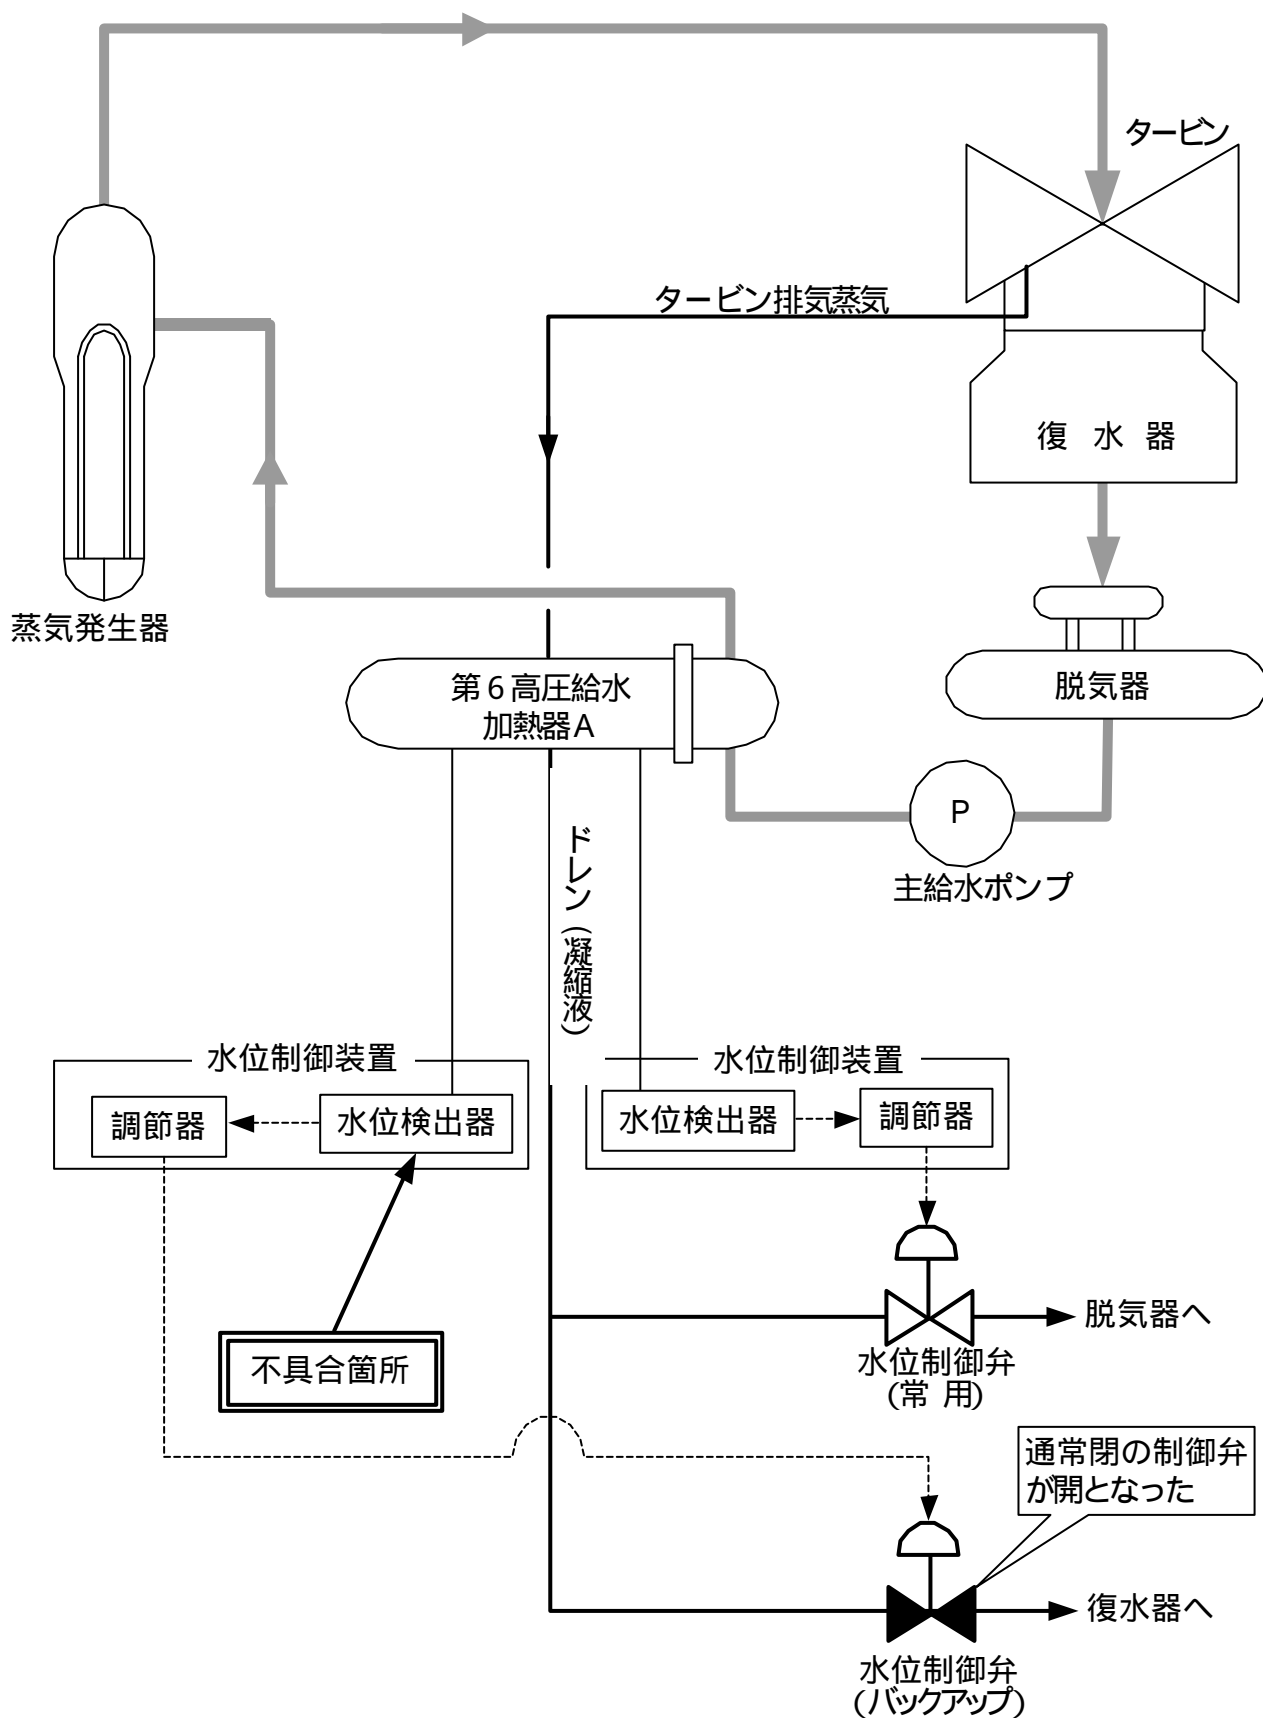 タービン
タービン排気蒸気
復 水 器
蒸気発生器
第6高圧給水
加熱器A
脱気器
P
主給水ポンプ
ドレン(凝縮液)
水位制御装置
水位制御装置
調節器
水位検出器
水位検出器
調節器
脱気器へ
不具合箇所
水位制御弁
(常 用)
通常閉の制御弁
が開となった
復水器へ
水位制御弁
(バックアップ)